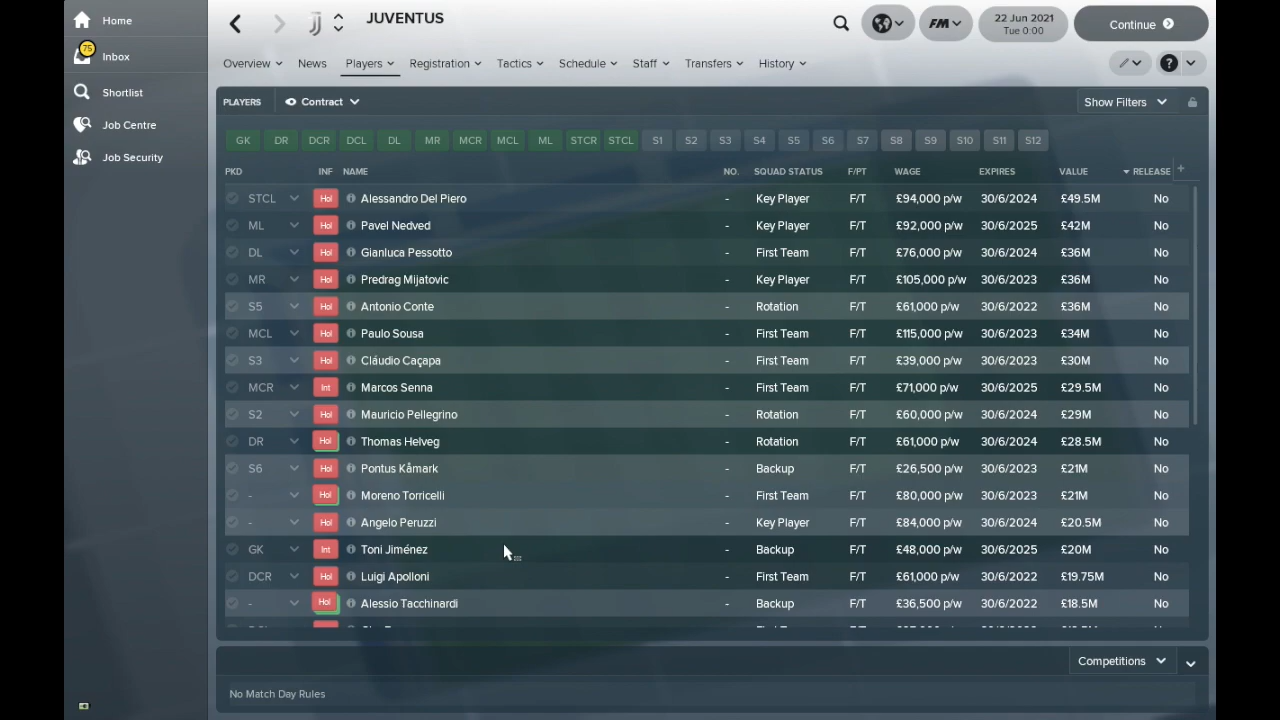 Home
75
Inbox
Shortlist
Job Centre
Job Security
JUVENTUS
FM
22 Jun 2021
Tue 0:00
Continue
Overview News Players Registration Tactics Schedule Staff Transfers History
?
PLAYERS Contract Show Filters
GK DR DCR DCL DL MR MCR MCL ML STCR STCL S1 S2 S3 S4 S5 S6 S7 S8 S9 S10 S11 S12
PKD INF NAME NO. SQUAD STATUS F/PT WAGE EXPIRES VALUE RELEASE +
STCL Hol Alessandro Del Piero - Key Player F/T £94,000 p/w 30/6/2024 £49.5M No
ML Hol Pavel Nedved - Key Player F/T £92,000 p/w 30/6/2025 £42M No
DL Hol Gianluca Pessotto - First Team F/T £76,000 p/w 30/6/2024 £36M No
MR Hol Predrag Mijatovic - Key Player F/T £105,000 p/w 30/6/2023 £36M No
S5 Hol Antonio Conte - Rotation F/T £61,000 p/w 30/6/2022 £36M No
MCL Hol Paulo Sousa - First Team F/T £115,000 p/w 30/6/2023 £34M No
S3 Hol Cláudio Caçapa - First Team F/T £39,000 p/w 30/6/2023 £30M No
MCR Int Marcos Senna - First Team F/T £71,000 p/w 30/6/2025 £29.5M No
S2 Hol Mauricio Pellegrino - Rotation F/T £60,000 p/w 30/6/2024 £29M No
DR Hol Thomas Helveg - Rotation F/T £61,000 p/w 30/6/2024 £28.5M No
S6 Hol Pontus Kåmark - Backup F/T £26,500 p/w 30/6/2023 £21M No
- Hol Moreno Torricelli - First Team F/T £80,000 p/w 30/6/2023 £21M No
- Hol Angelo Peruzzi - Key Player F/T £84,000 p/w 30/6/2024 £20.5M No
GK Int Toni Jiménez - Backup F/T £48,000 p/w 30/6/2025 £20M No
DCR Hol Luigi Apolloni - First Team F/T £61,000 p/w 30/6/2022 £19.75M No
- Hol Alessio Tacchinardi - Backup F/T £36,500 p/w 30/6/2022 £18.5M No
Competitions
No Match Day Rules